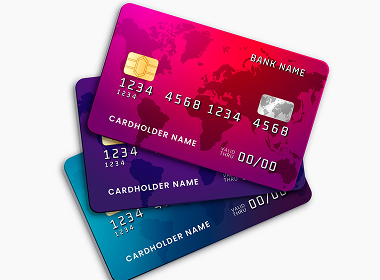 BANK NAME
1234 4568 1234 4568
1234
CARDHOLDER NAME
VALID
THRU
00/00
CARDHOLDER NAME
VALID
THRU
00/00
1234
1234
CARDHOLDER NAME
VALID
THRU
00/00